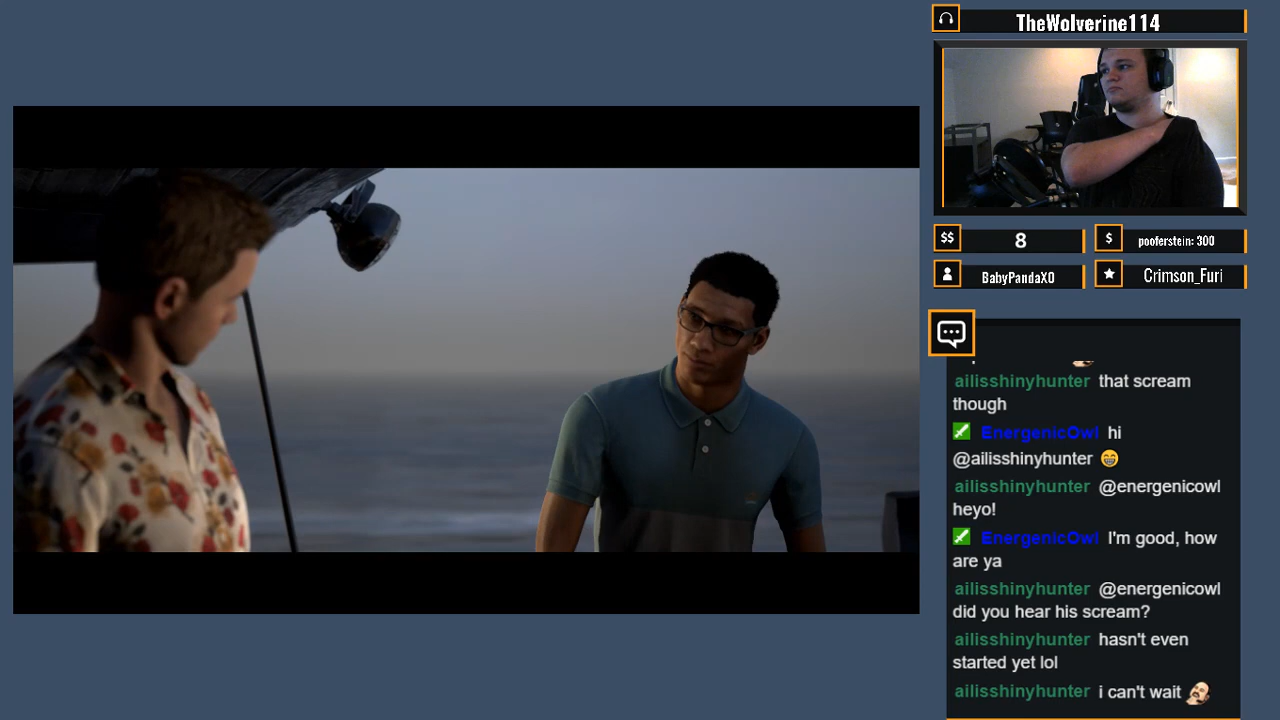 TheWolverine114
$$ 8
$ pooferstein: 300
BabyPandaXO
Crimson_Furi
ailisshinyhunter that scream
though
EnergenicOwl hi
@ailisshinyhunter 😁
ailisshinyhunter @energenicowl
heyo!
EnergenicOwl I'm good, how
are ya
ailisshinyhunter @energenicowl
did you hear his scream?
ailisshinyhunter hasn't even
started yet lol
ailisshinyhunter i can't wait